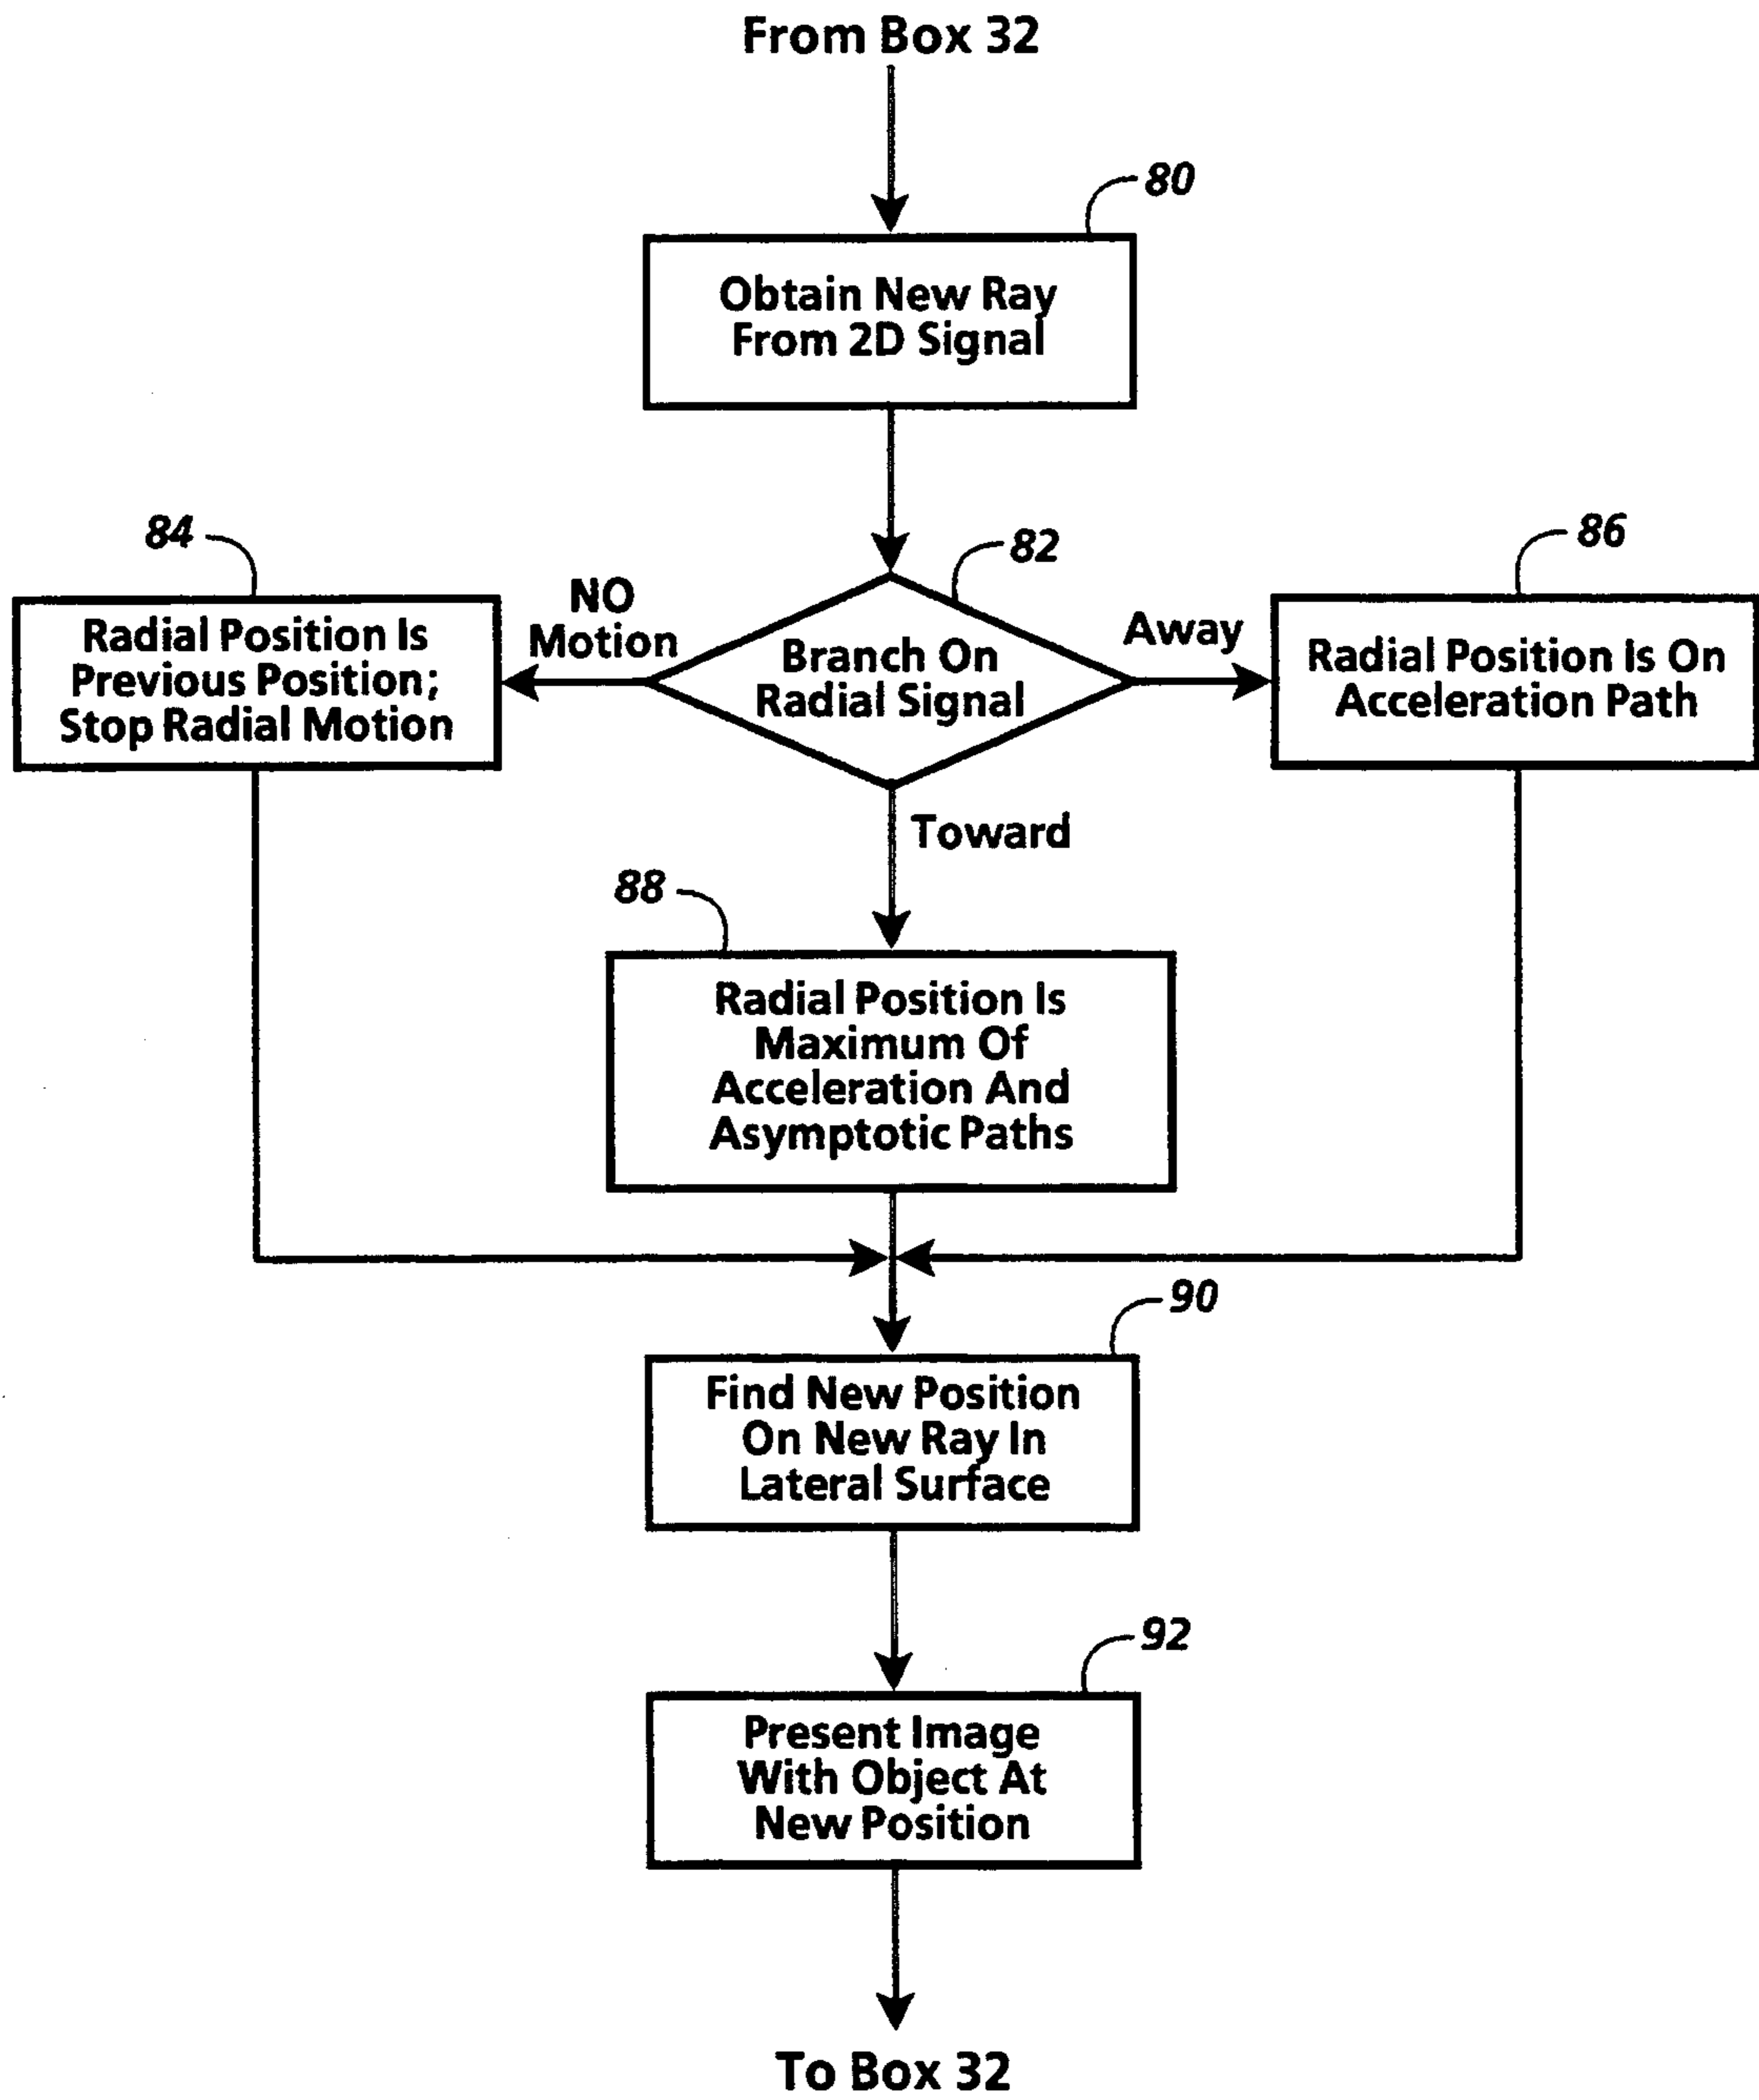 From Box 32
80
Obtain New Ray
From 2D Signal
84
82
86
NO
Motion
Away
Radial Position Is
Previous Position;
Stop Radial Motion
Branch On
Radial Signal
Radial Position Is On
Acceleration Path
Toward
88
Radial Position Is
Maximum Of
Acceleration And
Asymptotic Paths
90
Find New Position
On New Ray In
Lateral Surface
92
Present Image
With Object At
New Position
To Box 32